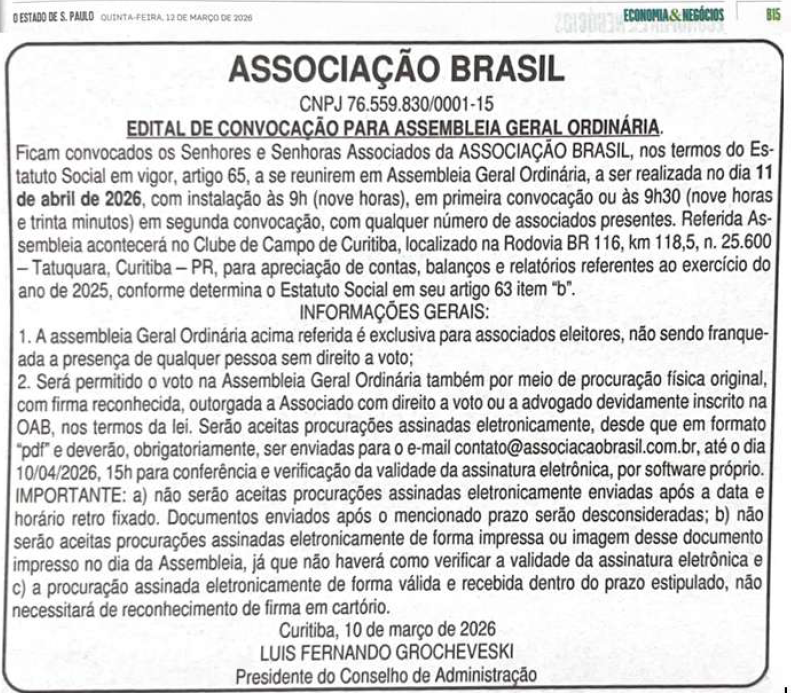 O ESTADO DE S. PAULO QUINTA-FEIRA, 12 DE MARÇO DE 2026 ECONOMIA&NEGÓCIOS B15
ASSOCIAÇÃO BRASIL
CNPJ 76.559.830/0001-15
EDITAL DE CONVOCAÇÃO PARA ASSEMBLEIA GERAL ORDINÁRIA.
Ficam convocados os Senhores e Senhoras Associados da ASSOCIAÇÃO BRASIL, nos termos do Es-
tatuto Social em vigor, artigo 65, a se reunirem em Assembleia Geral Ordinária, a ser realizada no dia 11
de abril de 2026, com instalação às 9h (nove horas), em primeira convocação ou às 9h30 (nove horas
e trinta minutos) em segunda convocação, com qualquer número de associados presentes. Referida As-
sembleia acontecerá no Clube de Campo de Curitiba, localizado na Rodovia BR 116, km 118,5, n. 25.600
– Tatuquara, Curitiba – PR, para apreciação de contas, balanços e relatórios referentes ao exercício do
ano de 2025, conforme determina o Estatuto Social em seu artigo 63 item “b”.
INFORMAÇÕES GERAIS:
1. A assembleia Geral Ordinária acima referida é exclusiva para associados eleitores, não sendo franque-
ada a presença de qualquer pessoa sem direito a voto;
2. Será permitido o voto na Assembleia Geral Ordinária também por meio de procuração física original,
com firma reconhecida, outorgada a Associado com direito a voto ou a advogado devidamente inscrito na
OAB, nos termos da lei. Serão aceitas procurações assinadas eletronicamente, desde que em formato
“pdf” e deverão, obrigatoriamente, ser enviadas para o e-mail contato@associacaobrasil.com.br, até o dia
10/04/2026, 15h para conferência e verificação da validade da assinatura eletrônica, por software próprio.
IMPORTANTE: a) não serão aceitas procurações assinadas eletronicamente enviadas após a data e
horário retro fixado. Documentos enviados após o mencionado prazo serão desconsiderados; b) não
serão aceitas procurações assinadas eletronicamente de forma impressa ou imagem desse documento
impresso no dia da Assembleia, já que não haverá como verificar a validade da assinatura eletrônica e
c) a procuração assinada eletronicamente de forma válida e recebida dentro do prazo estipulado, não
necessitará de reconhecimento de firma em cartório.
Curitiba, 10 de março de 2026
LUIS FERNANDO GROCHEVESKI
Presidente do Conselho de Administração